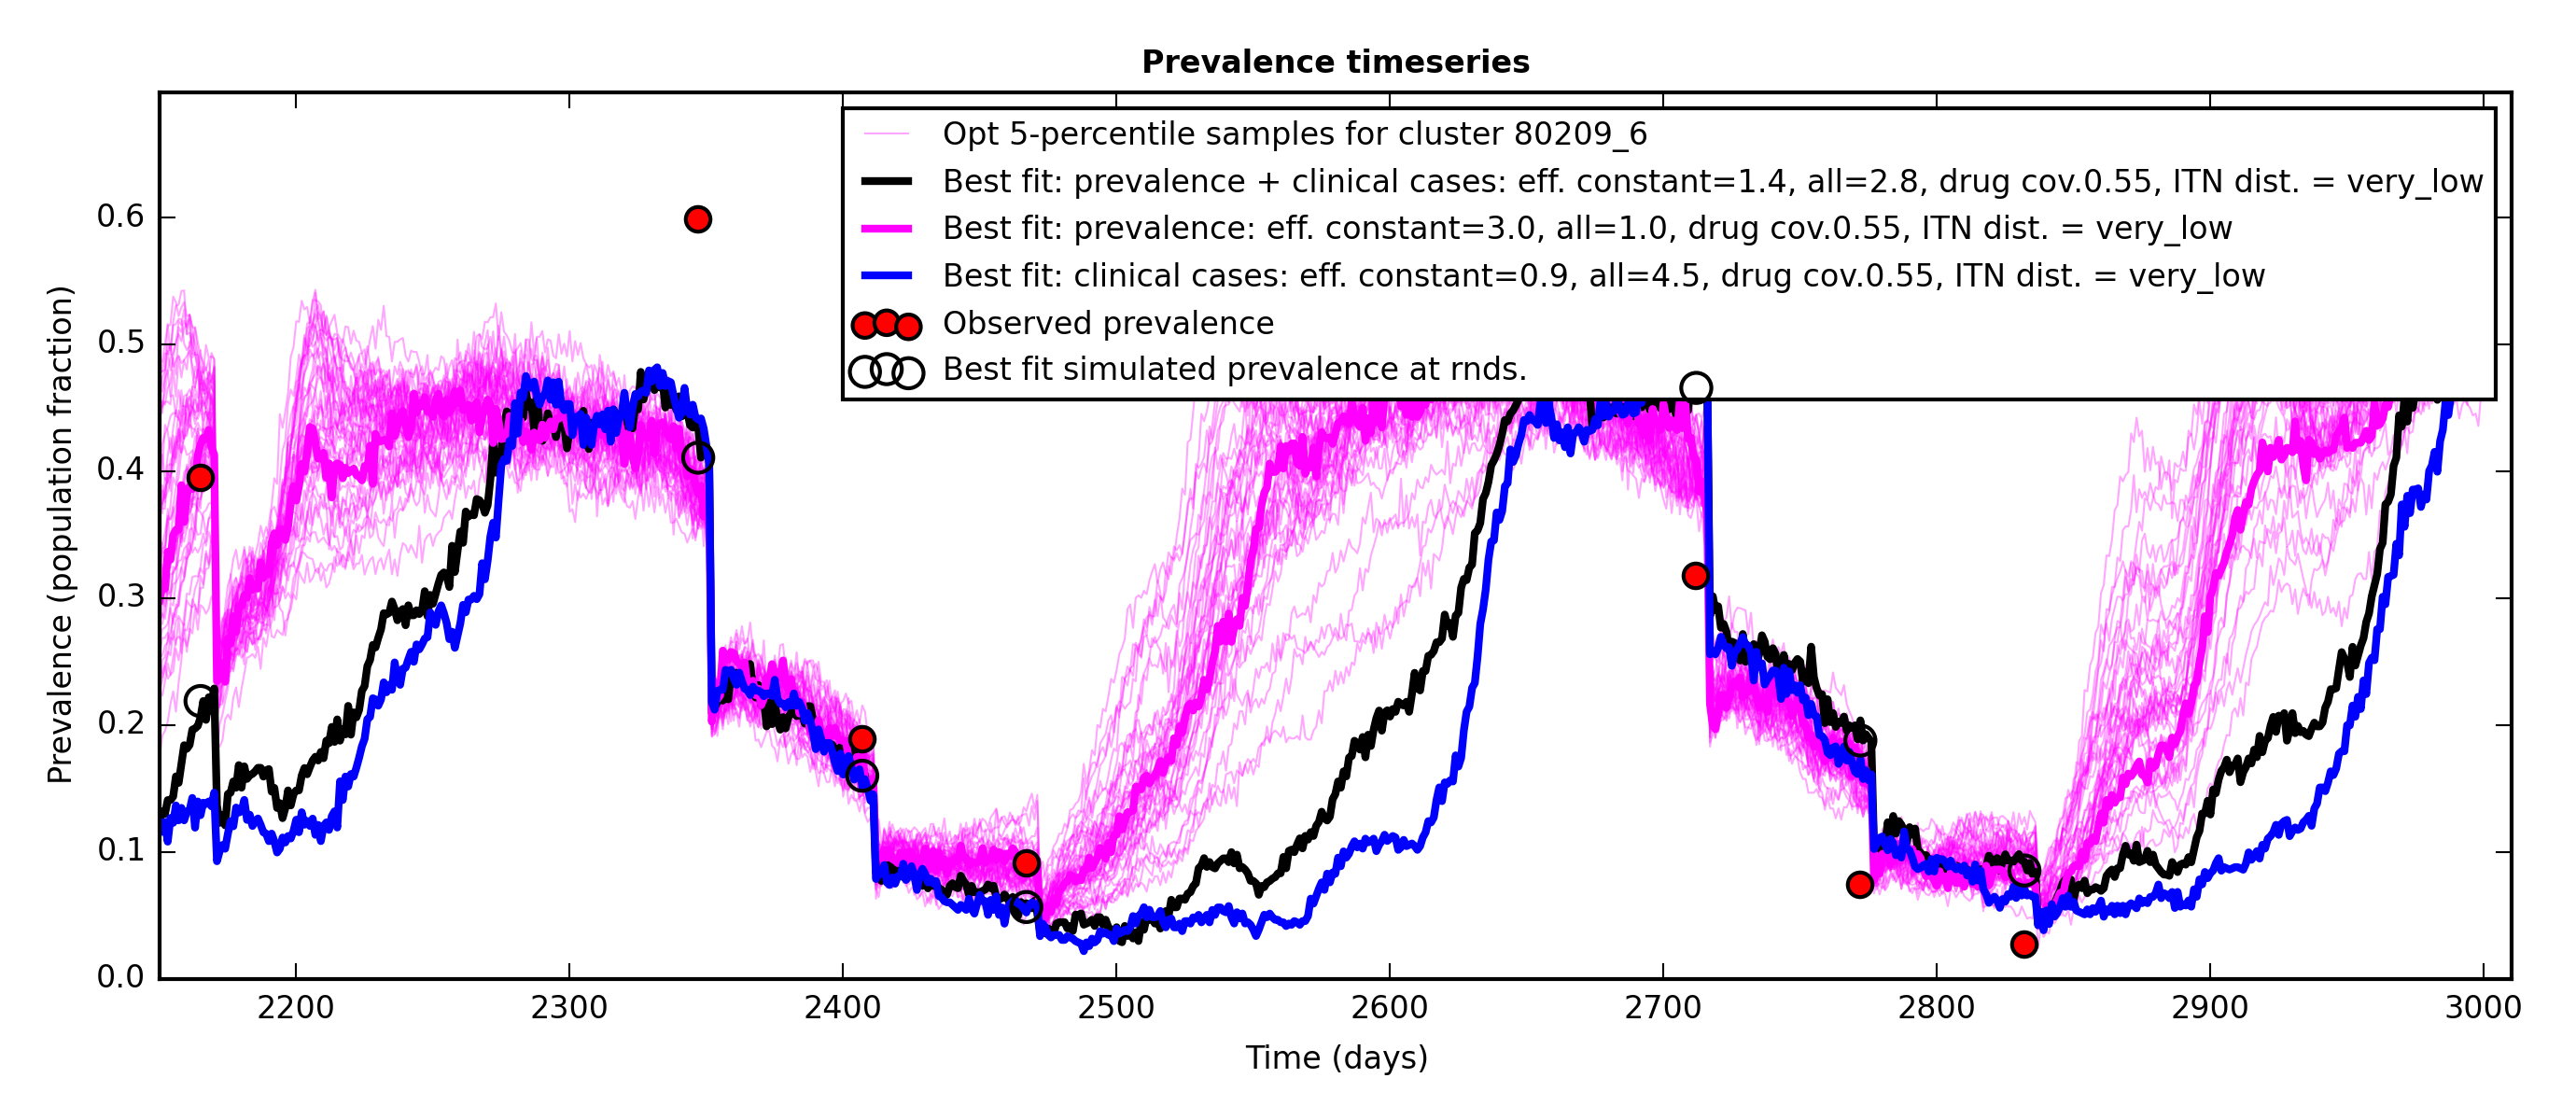 Prevalence timeseries
Opt 5-percentile samples for cluster 80209_6
Best fit: prevalence + clinical cases: eff. constant=1.4, all=2.8, drug cov.0.55, ITN dist. = very_low
Best fit: prevalence: eff. constant=3.0, all=1.0, drug cov.0.55, ITN dist. = very_low
Best fit: clinical cases: eff. constant=0.9, all=4.5, drug cov.0.55, ITN dist. = very_low
Observed prevalence
Best fit simulated prevalence at rnds.
Prevalence (population fraction)
0.6
0.5
0.4
0.3
0.2
0.1
0.0
2200 2300 2400 2500 2600 2700 2800 2900 3000
Time (days)